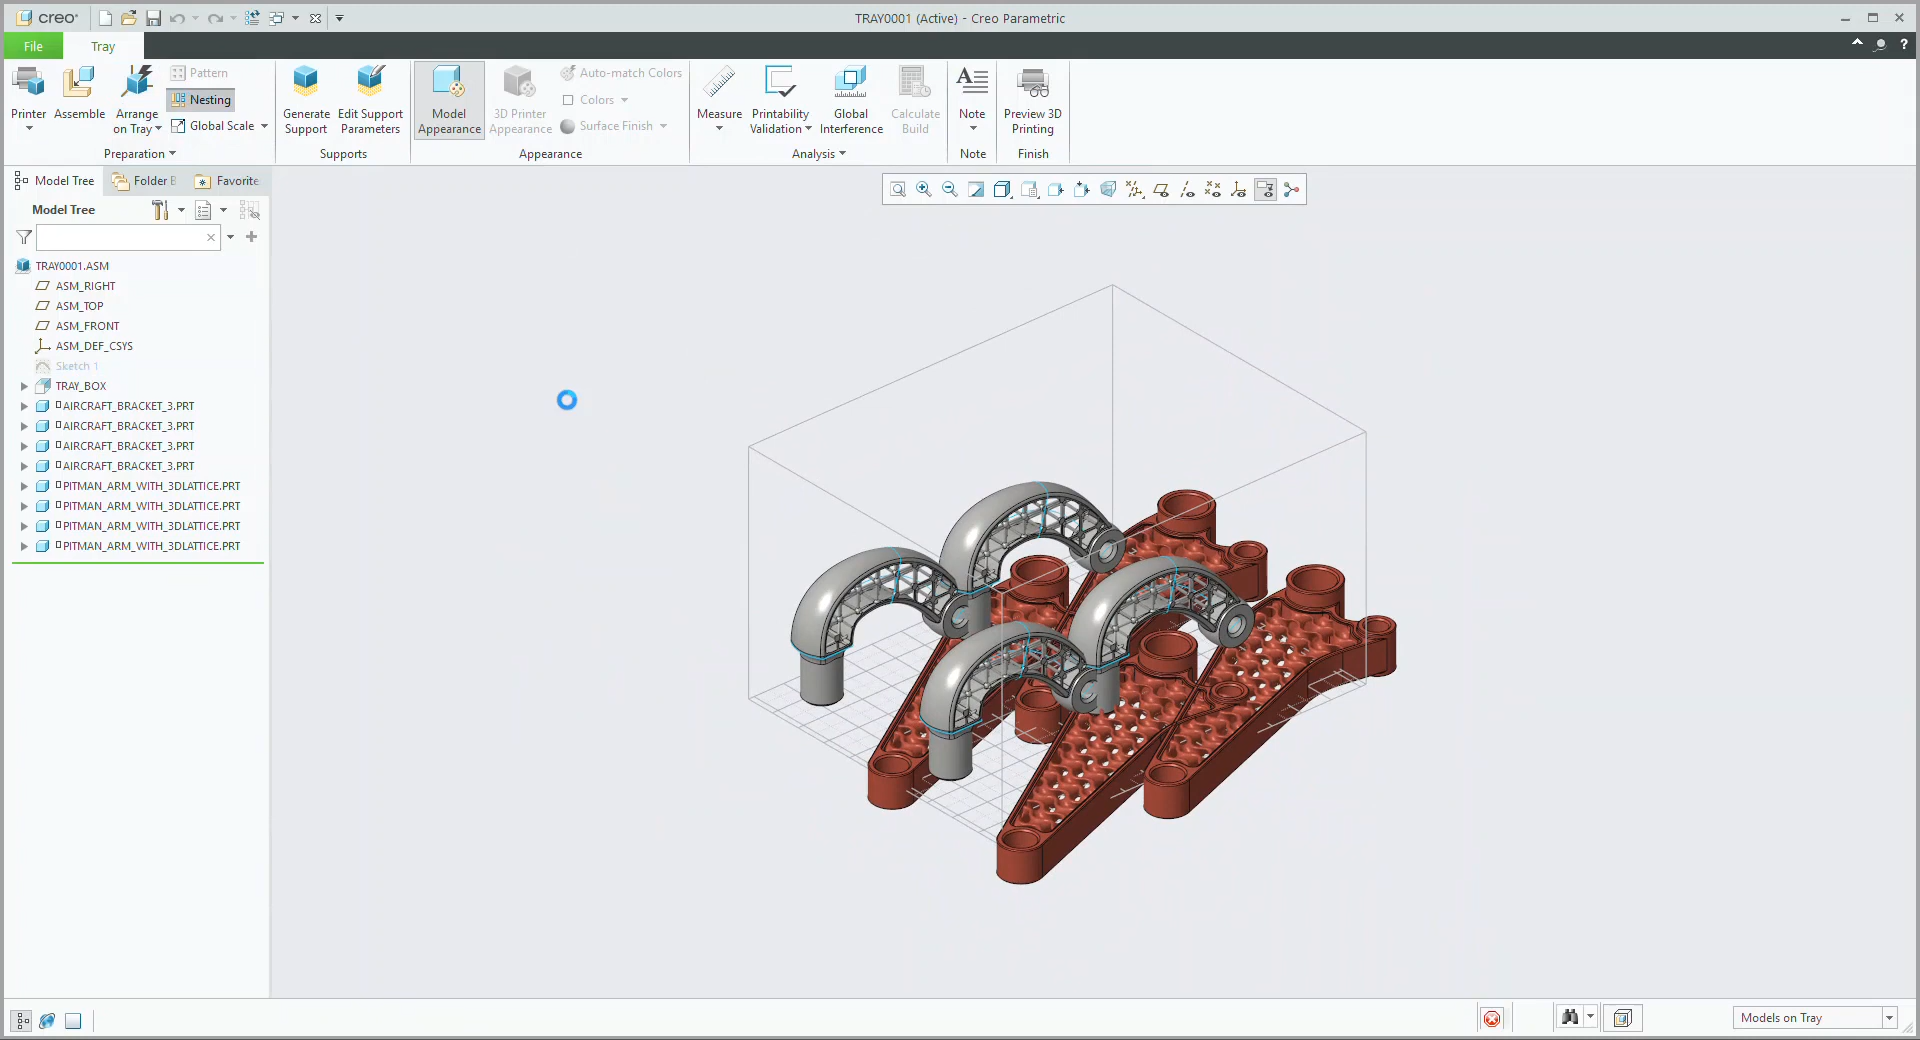 creo
TRAY0001 (Active) - Creo Parametric
File
Tray
?
Printer
Assemble
Arrange
on Tray
Pattern
Nesting
Global Scale
Preparation
Generate
Support
Edit Support
Parameters
Supports
Model
Appearance
3D Printer
Appearance
Auto-match Colors
Colors
Surface Finish
Appearance
Measure
Printability
Validation
Global
Interference
Calculate
Build
Analysis
Note
Note
Preview 3D
Printing
Finish
Model Tree
Folder B
Favorite
Model Tree
TRAY0001.ASM
ASM_RIGHT
ASM_TOP
ASM_FRONT
ASM_DEF_CSYS
Sketch 1
TRAY_BOX
AIRCRAFT_BRACKET_3.PRT
AIRCRAFT_BRACKET_3.PRT
AIRCRAFT_BRACKET_3.PRT
AIRCRAFT_BRACKET_3.PRT
PITMAN_ARM_WITH_3DLATTICE.PRT
PITMAN_ARM_WITH_3DLATTICE.PRT
PITMAN_ARM_WITH_3DLATTICE.PRT
PITMAN_ARM_WITH_3DLATTICE.PRT
Models on Tray